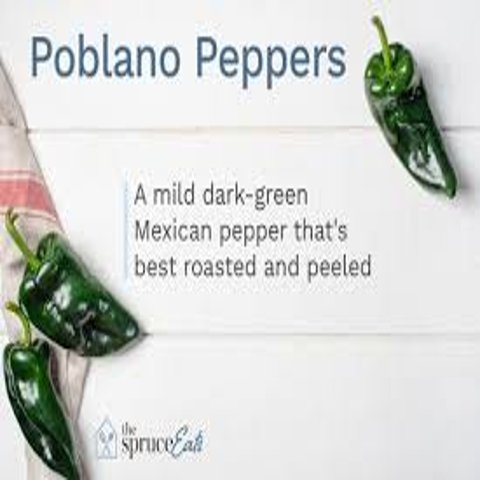 Poblano Peppers
A mild dark-green
Mexican pepper that's
best roasted and peeled
the
spruceEats